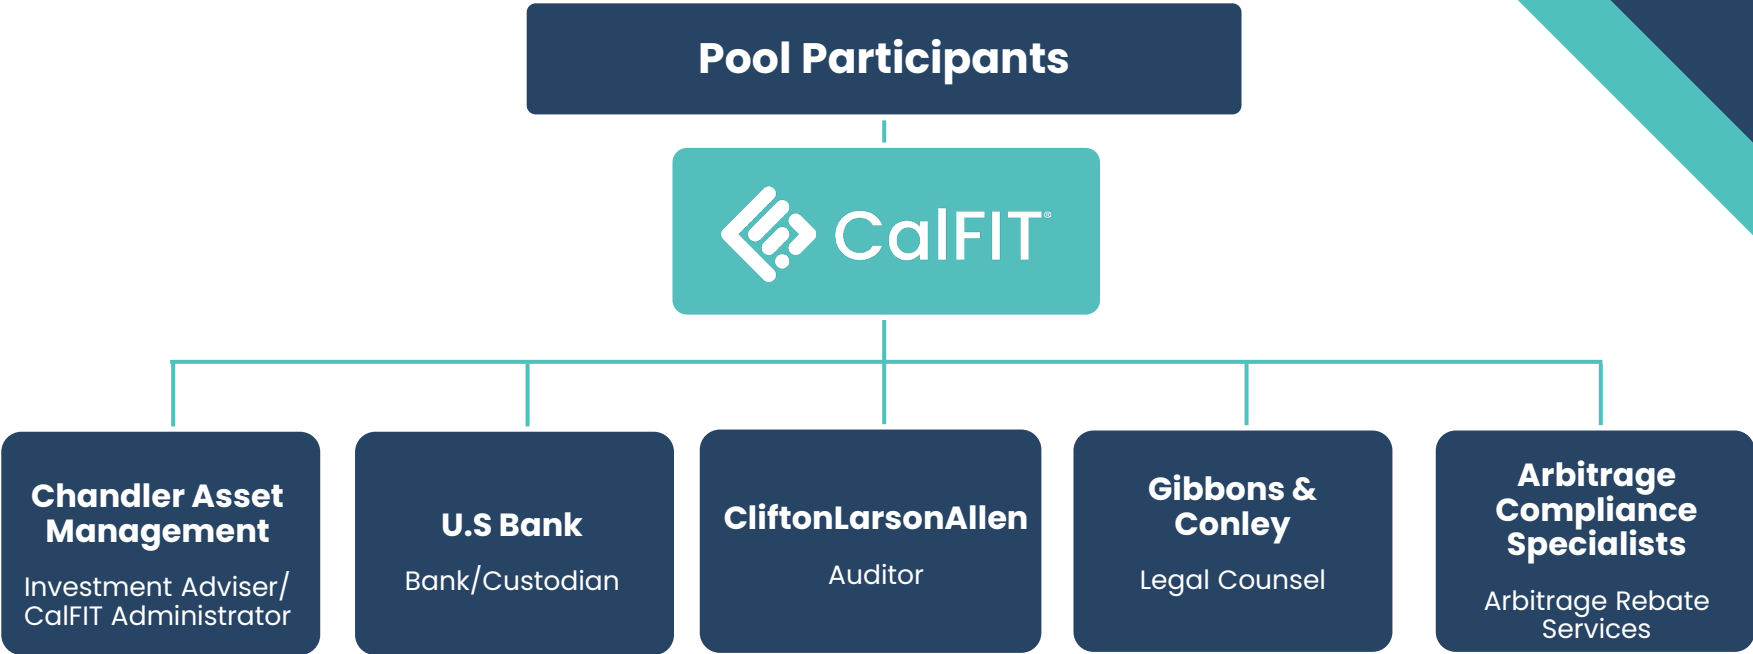 Pool Participants
CalFIT®
Chandler Asset
Management
Investment Adviser/
CalFIT Administrator
U.S Bank
Bank/Custodian
CliftonLarsonAllen
Auditor
Gibbons &
Conley
Legal Counsel
Arbitrage
Compliance
Specialists
Arbitrage Rebate
Services